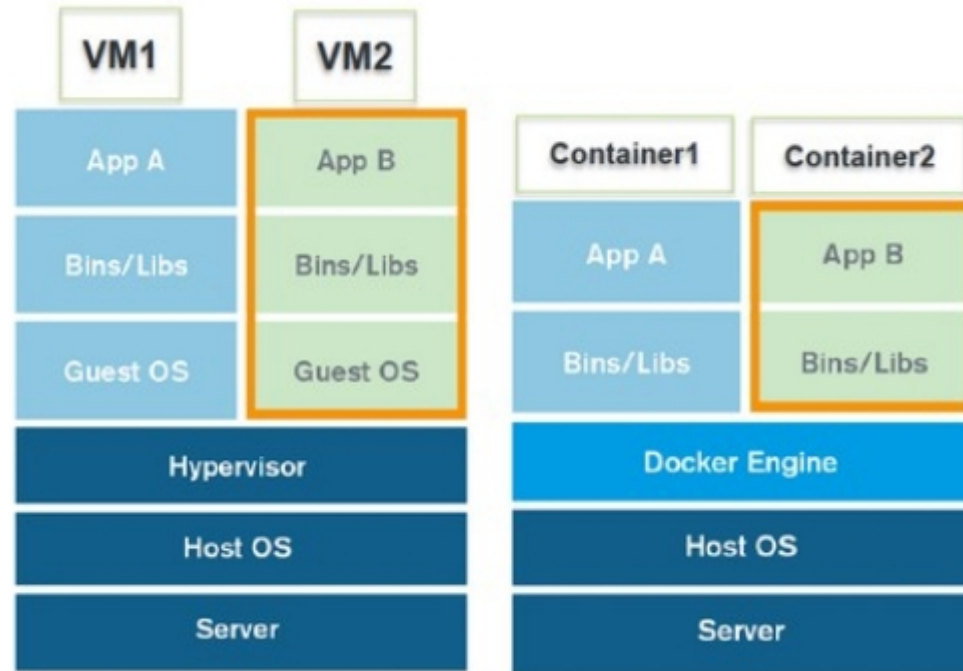 VM1
VM2
App A
App B
Bins/Libs
Bins/Libs
Guest OS
Guest OS
Hypervisor
Host OS
Server
Container1
Container2
App A
App B
Bins/Libs
Bins/Libs
Docker Engine
Host OS
Server